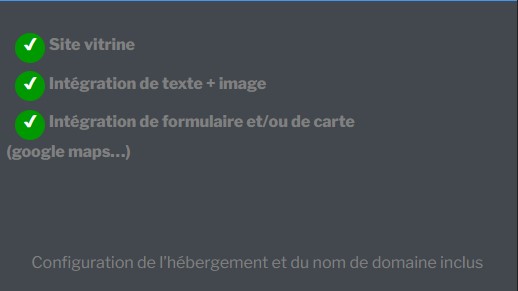 ✔ Site vitrine
✔ Intégration de texte + image
✔ Intégration de formulaire et/ou de carte
(google maps...)
Configuration de l'hébergement et du nom de domaine inclus